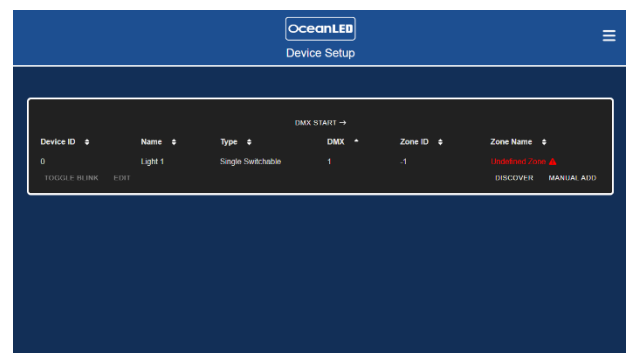 OceanLED
Device Setup
DMX START →
Device ID Name Type DMX Zone ID Zone Name
0 Light 1 Single Switchable 1 -1 Undefined Zone
TOGGLE BLINK EDIT DISCOVER MANUAL ADD